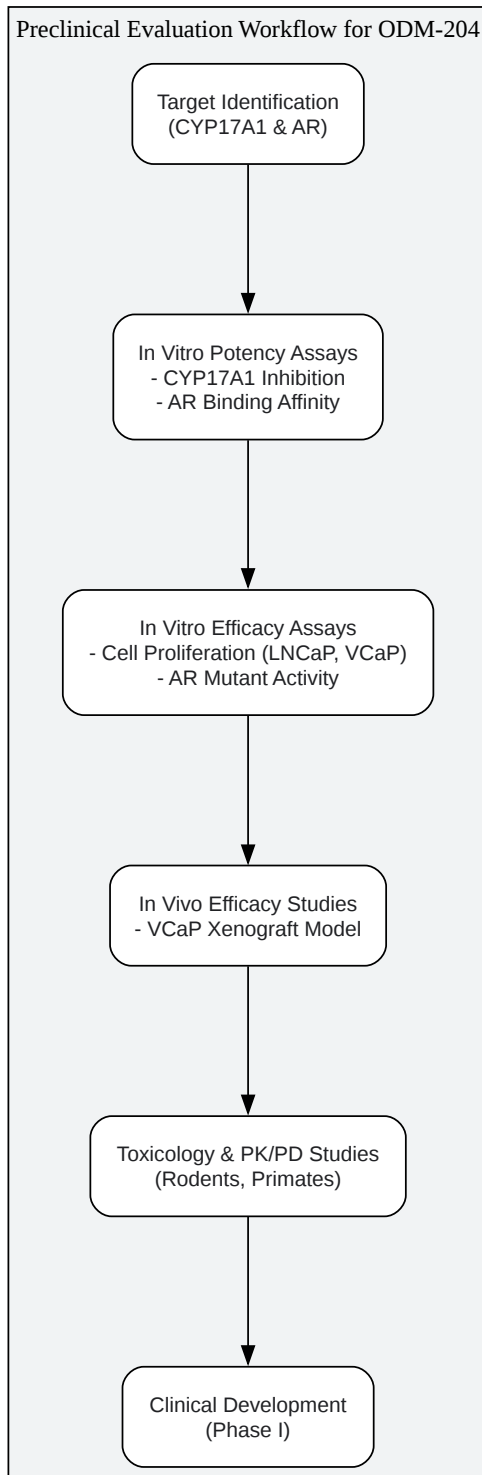 Preclinical Evaluation Workflow for ODM-204
Target Identification
(CYP17A1 & AR)
In Vitro Potency Assays
- CYP17A1 Inhibition
- AR Binding Affinity
In Vitro Efficacy Assays
- Cell Proliferation (LNCaP, VCaP)
- AR Mutant Activity
In Vivo Efficacy Studies
- VCaP Xenograft Model
Toxicology & PK/PD Studies
(Rodents, Primates)
Clinical Development
(Phase I)